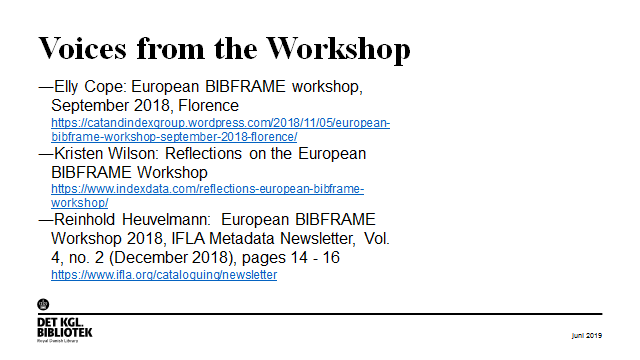 Voices from the Workshop
—Elly Cope: European BIBFRAME workshop,
September 2018, Florence
https://catandindexgroup.wordpress.com/2018/11/05/european-
bibframe-workshop-september-2018-florence/
—Kristen Wilson: Reflections on the European
BIBFRAME Workshop
https://www.indexdata.com/reflections-european-bibframe-
workshop/
—Reinhold Heuvelmann: European BIBFRAME
Workshop 2018, IFLA Metadata Newsletter, Vol.
4, no. 2 (December 2018), pages 14 - 16
https://www.ifla.org/cataloguing/newsletter
DET KGL.
BIBLIOTEK
Royal Danish Library
juni 2019